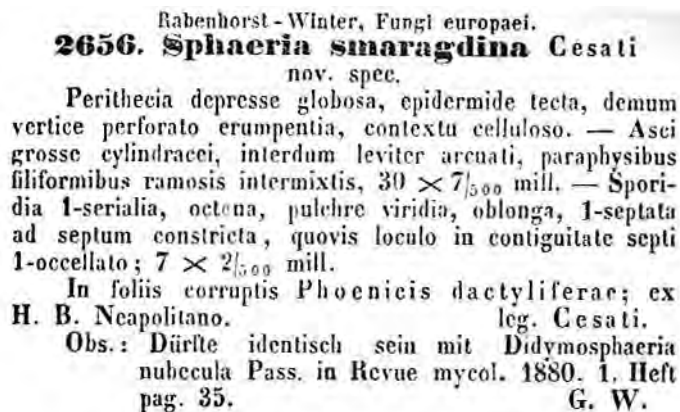 Rabenhorst-Winter, Fungi europaei.
2656. Sphaeria smaragdina Cesati
nov. spec.
Perithecia depresse globosa, epidermide tecta, demum
vertice perforato erumpentia, contextu celluloso. — Asci
grosse cylindracei, interdum leviter arcuati, paraphysibus
filiformibus ramosis intermixtis, 30 × 7/500 mill. — Spori-
dia 1-serialia, octona, pulchre viridia, oblonga, 1-septata
ad septum constricta, quovis loculo in contiguitate septi
1-occellato; 7 × 2/500 mill.
In foliis corruptis Phoenicis dactyliferae; ex
H. B. Neapolitano. leg. Cesati.
Obs.: Dürfte identisch sein mit Didymosphaeria
nubecula Pass. in Revue mycol. 1880. 1. Heft
pag. 35. G. W.